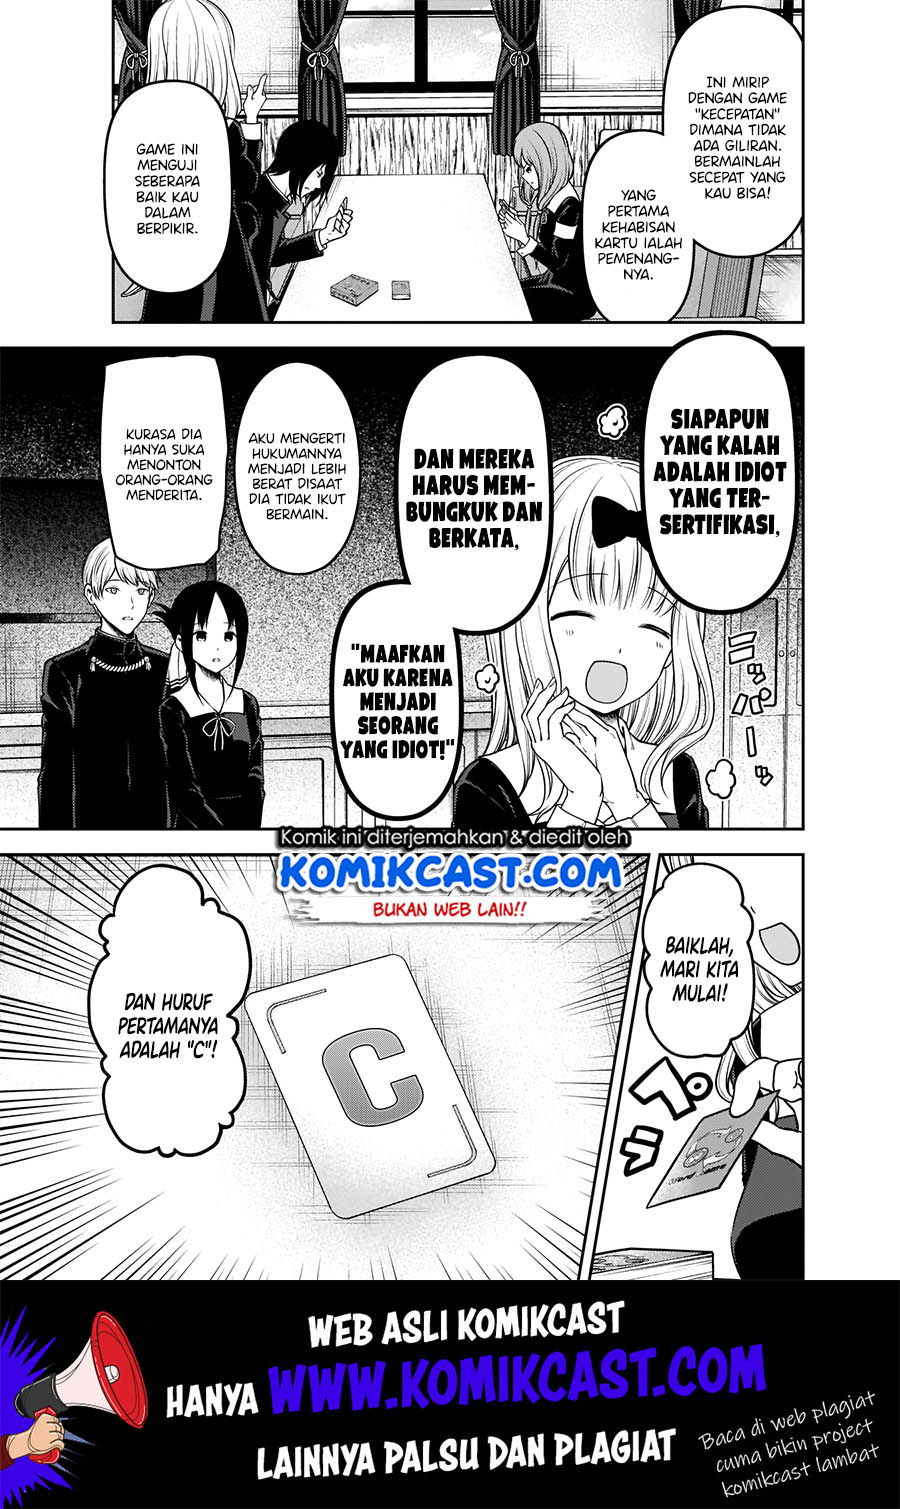 INI MIRIP
DENGAN GAME
"KECEPATAN"
DIMANA TIDAK
ADA GILIRAN.
BERMAINLAH
SECEPAT YANG
KAU BISA!
YANG
PERTAMA
KEHABISAN
KARTU IALAH
PEMENANG-
NYA.
GAME INI
MENGUJI
SEBERAPA
BAIK KAU
DALAM
BERPIKIR.
SIAPAPUN
YANG KALAH
ADALAH IDIOT
YANG TER-
SERTIFIKASI,
DAN MEREKA
HARUS MEM-
BUNGKUK DAN
BERKATA,
"MAAFKAN
AKU KARENA
MENJADI
SEORANG
YANG IDIOT!"
ニッパー
AKU MENGERTI
HUKUMANNYA
MENJADI LEBIH
BERAT DISAAT
DIA TIDAK IKUT
BERMAIN.
KURASA DIA
HANYA SUKA
MENONTON
ORANG-ORANG
MENDERITA.
Komik ini diterjemahkan & diedit oleh
KOMIKCAST.COM
BUKAN WEB LAIN!!
BAIKLAH,
MARI KITA
MULAI!
DAN HURUF
PERTAMANYA
ADALAH "C"!
C
WEB ASLI KOMIKCAST
HANYA WWW.KOMIKCAST.COM
LAINNYA PALSU DAN PLAGIAT
Baca di web plagiat
cuma bikin project
komikcast lambat